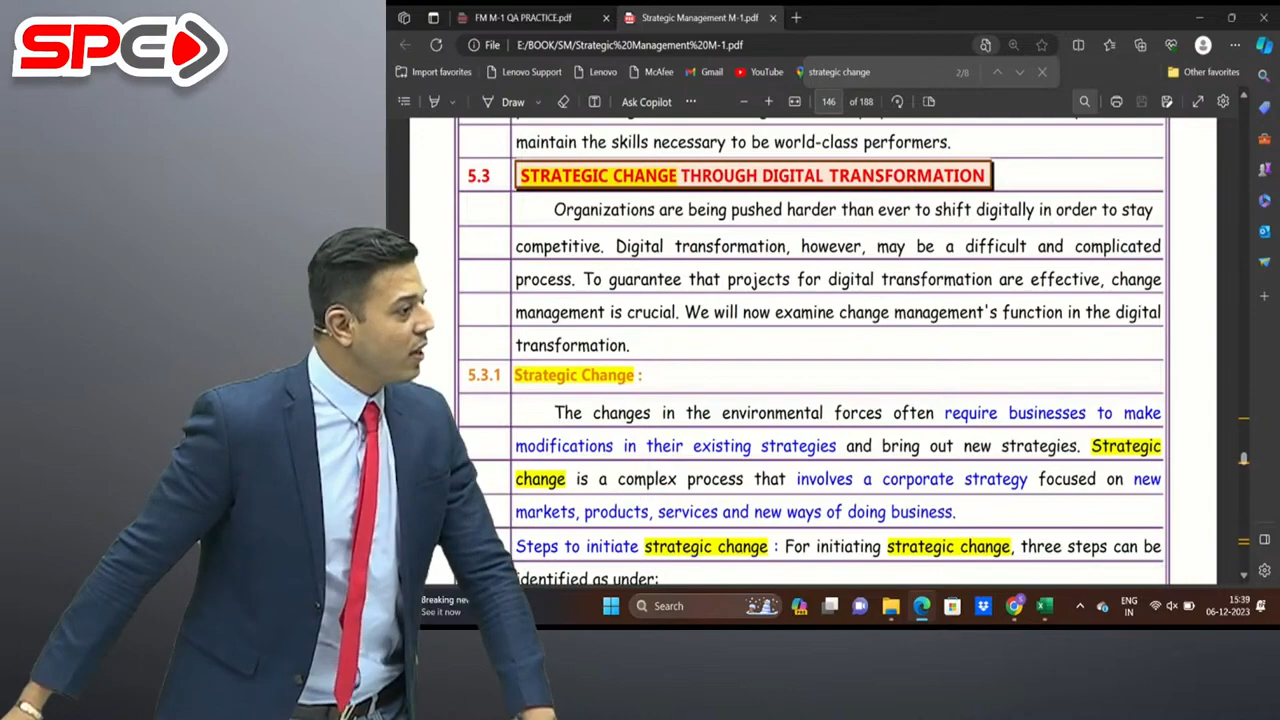 SPC
FM M-1 QA PRACTICE.pdf
Strategic Management M-1.pdf
File E:/BOOK/SM/Strategic%20Management%20M-1.pdf
Import favorites Lenovo Support Lenovo McAfee Gmail YouTube
strategic change 2/8
Other favorites
Draw Ask Copilot 146 of 188
maintain the skills necessary to be world-class performers.
5.3 STRATEGIC CHANGE THROUGH DIGITAL TRANSFORMATION
Organizations are being pushed harder than ever to shift digitally in order to stay
competitive. Digital transformation, however, may be a difficult and complicated
process. To guarantee that projects for digital transformation are effective, change
management is crucial. We will now examine change management's function in the digital
transformation.
5.3.1 Strategic Change :
The changes in the environmental forces often require businesses to make
modifications in their existing strategies and bring out new strategies. Strategic
change is a complex process that involves a corporate strategy focused on new
markets, products, services and new ways of doing business.
Steps to initiate strategic change : For initiating strategic change, three steps can be
identified as under:
Breaking nev
See it now
Search
ENG
IN
15:39
06-12-2023